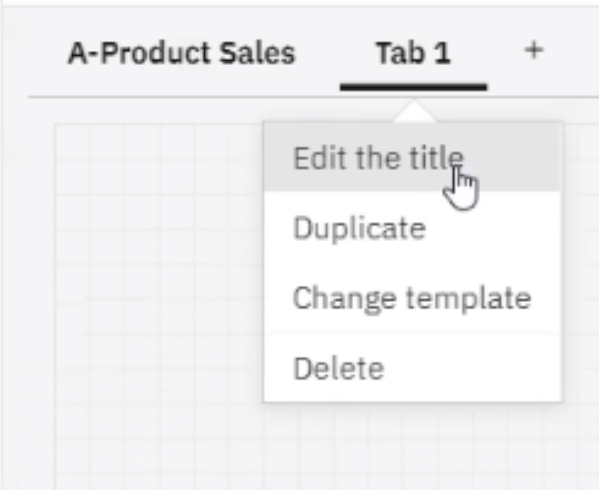 A-Product Sales Tab 1 +
Edit the title
Duplicate
Change template
Delete